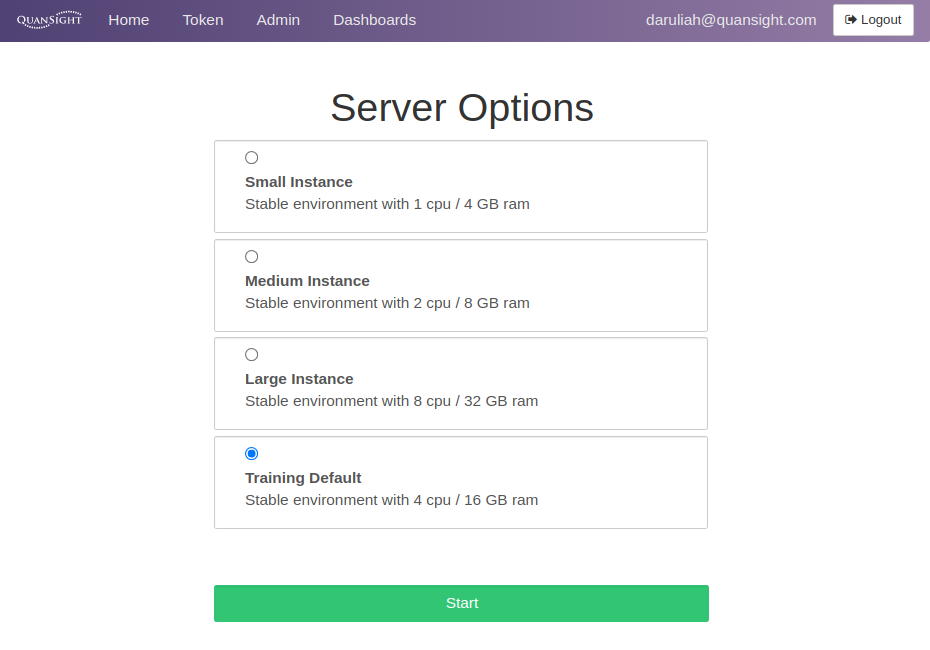 QUANSIGHT Home Token Admin Dashboards daruliah@quansight.com Logout
Server Options
Small Instance
Stable environment with 1 cpu / 4 GB ram
Medium Instance
Stable environment with 2 cpu / 8 GB ram
Large Instance
Stable environment with 8 cpu / 32 GB ram
Training Default
Stable environment with 4 cpu / 16 GB ram
Start